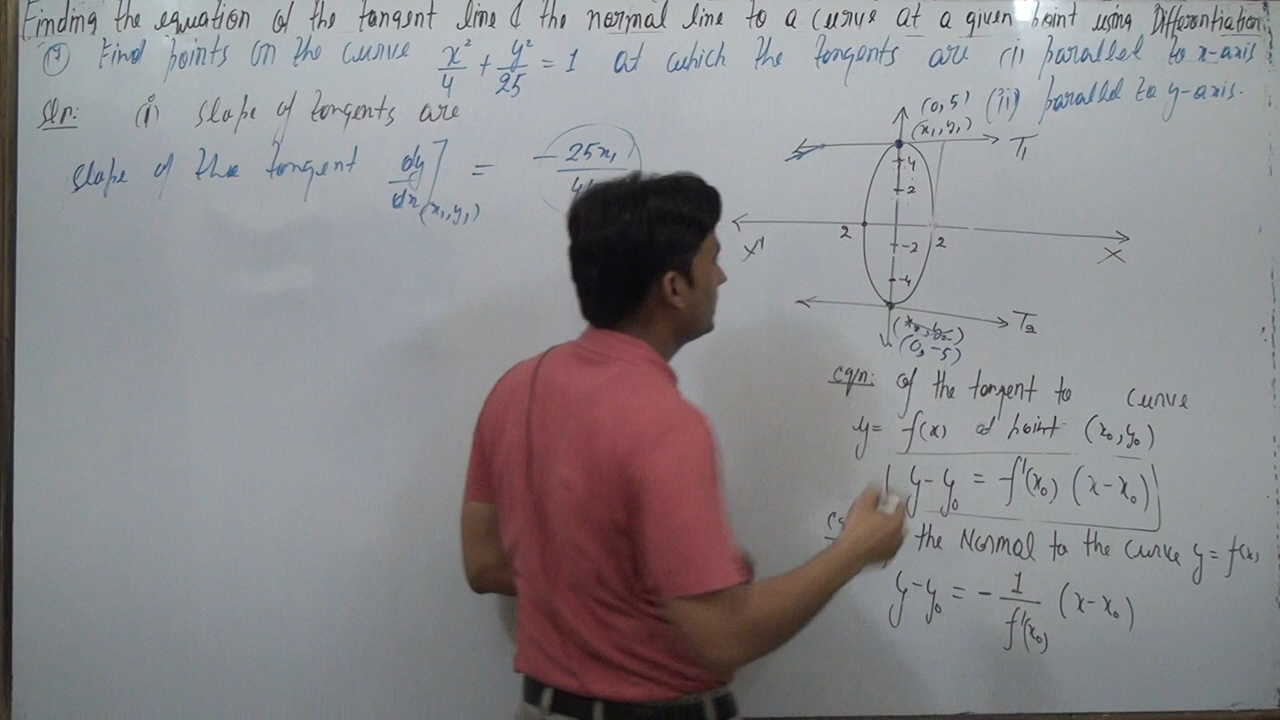 Finding the equation of the tangent line & the normal line to a curve at a given point using Differentiation
Find points on the curve x²/4 + y²/25 = 1 at which the tangents are (i) parallel to x-axis
(ii) parallel to y-axis.
Sln: (i) slope of tangents are
slope of the tangent dy/dx](x₁,y₁) = -25x₁
(0, 5)
(x₁, y₁)
T₁
4
2
X'
2
2
X
-2
-4
T₂
(0, -5)
eqn: of the tangent to curve
y = f(x) at point (x₀, y₀)
y-y₀ = f'(x₀) (x-x₀)
the Normal to the curve y = f(x)
y-y₀ = - 1/f'(x₀) (x-x₀)